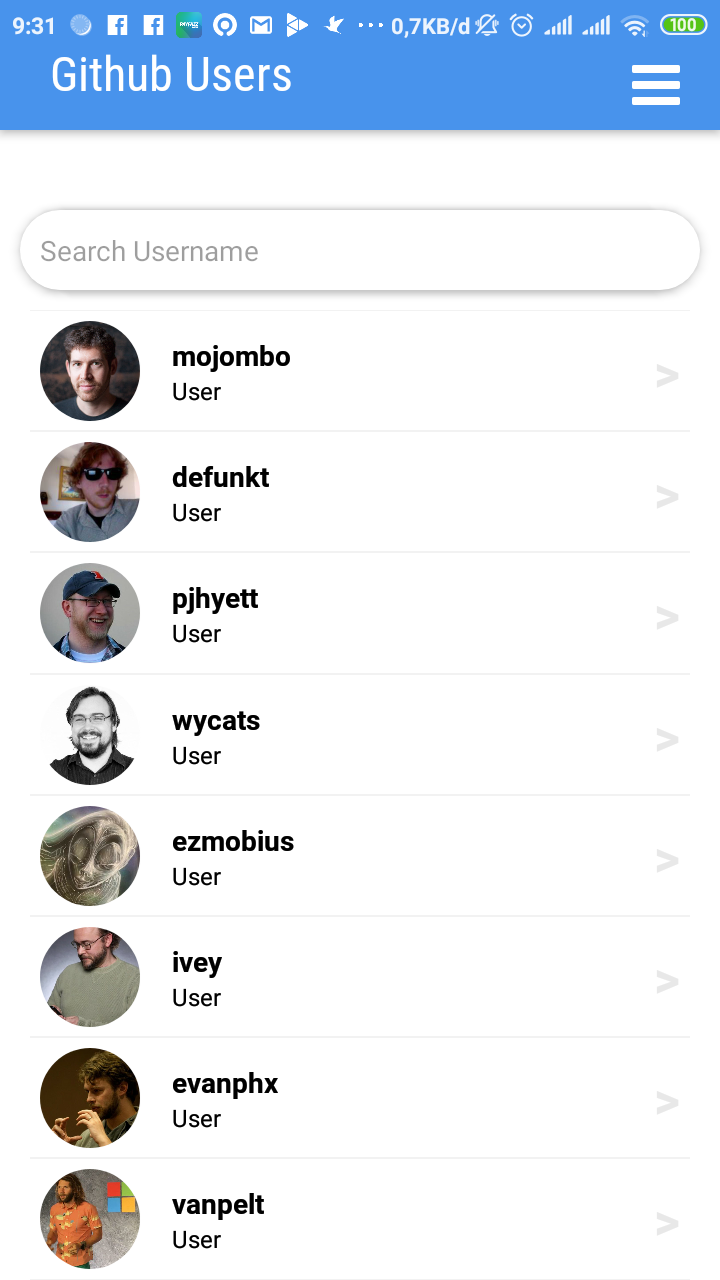 9:31 0,7KB/d 100
Github Users
Search Username
mojombo
User
>
defunkt
User
>
pjhyett
User
>
wycats
User
>
ezmobius
User
>
ivey
User
>
evanphx
User
>
vanpelt
User
>